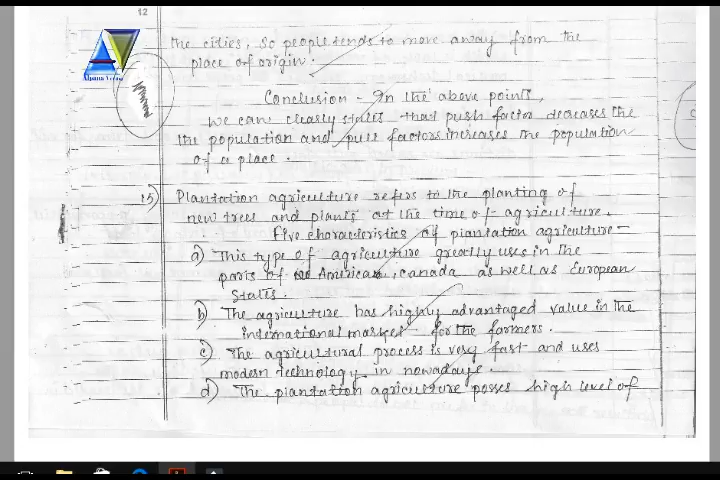 12
the cities, so people tends to move away from the
place of origin.
Conclusion - In the above points,
we can clearly states that push factor decreases the
the population and pull factors increases the population
of a place.
15) Plantation agriculture refers to the planting of
new trees and plants at the time of agriculture.
Five characteristics of plantation agriculture -
a) This type of agriculture greatly uses in the
parts of American, canada as well as European
states.
b) The agriculture has highly advantaged value in the
international market for the farmers.
c) The agricultural process is very fast and uses
modern technology in nowadays.
d) The plantation agriculture posses high level of